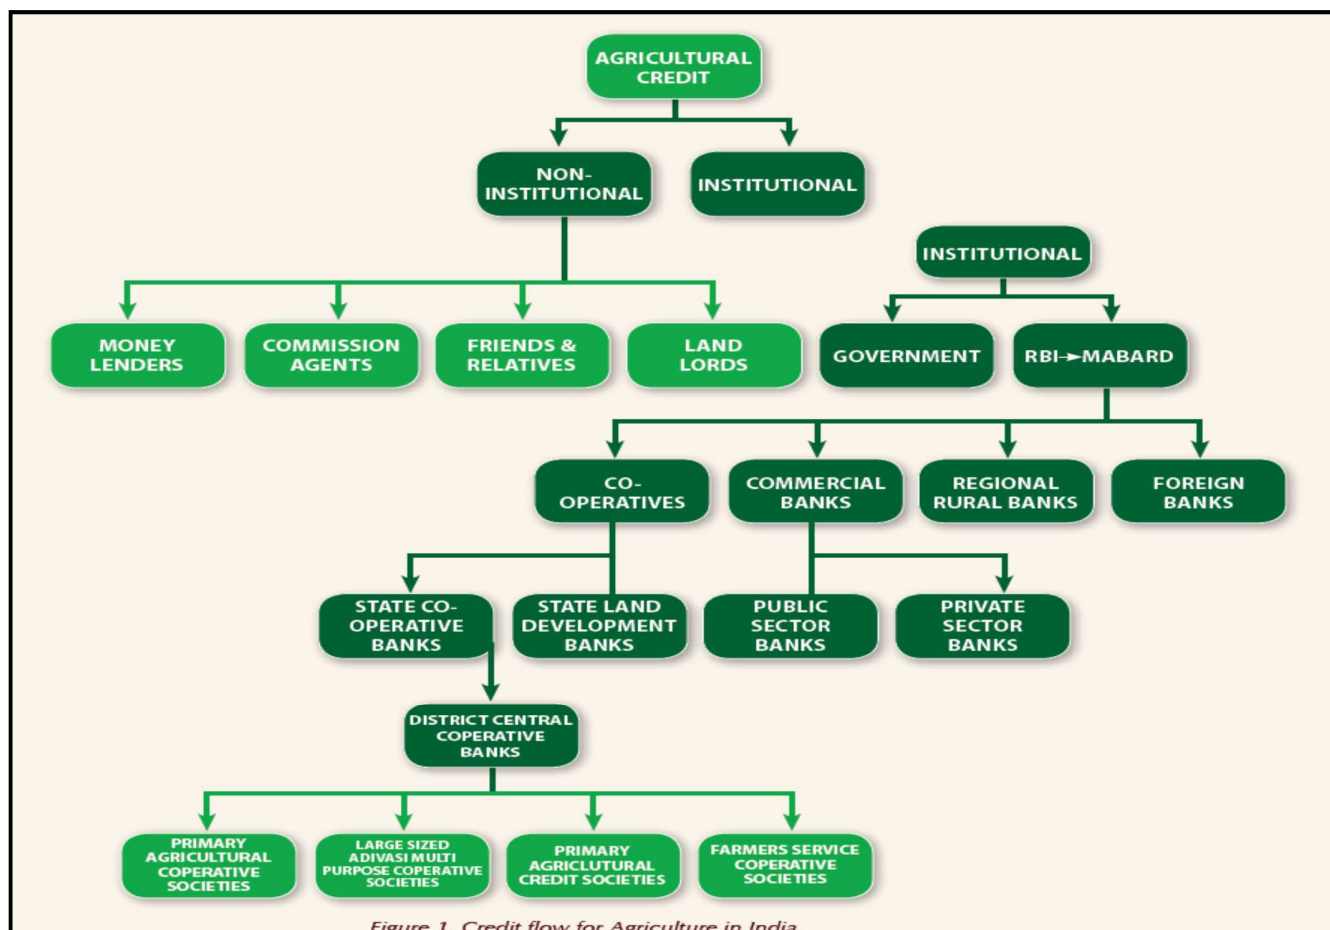 AGRICULTURAL
CREDIT
NON-
INSTITUTIONAL
INSTITUTIONAL
INSTITUTIONAL
MONEY
LENDERS
COMMISSION
AGENTS
FRIENDS &
RELATIVES
LAND
LORDS
GOVERNMENT
RBI→MABARD
CO-
OPERATIVES
COMMERCIAL
BANKS
REGIONAL
RURAL BANKS
FOREIGN
BANKS
STATE CO-
OPERATIVE
BANKS
STATE LAND
DEVELOPMENT
BANKS
PUBLIC
SECTOR
BANKS
PRIVATE
SECTOR
BANKS
DISTRICT CENTRAL
COPERATIVE
BANKS
PRIMARY
AGRICULTURAL
COPERATIVE
SOCIETIES
LARGE SIZED
ADIVASI MULTI
PURPOSE COPERATIVE
SOCIETIES
PRIMARY
AGRICLUTURAL
CREDIT SOCIETIES
FARMERS SERVICE
COPERATIVE
SOCIETIES
Figure 1. Credit flow for Agriculture in India